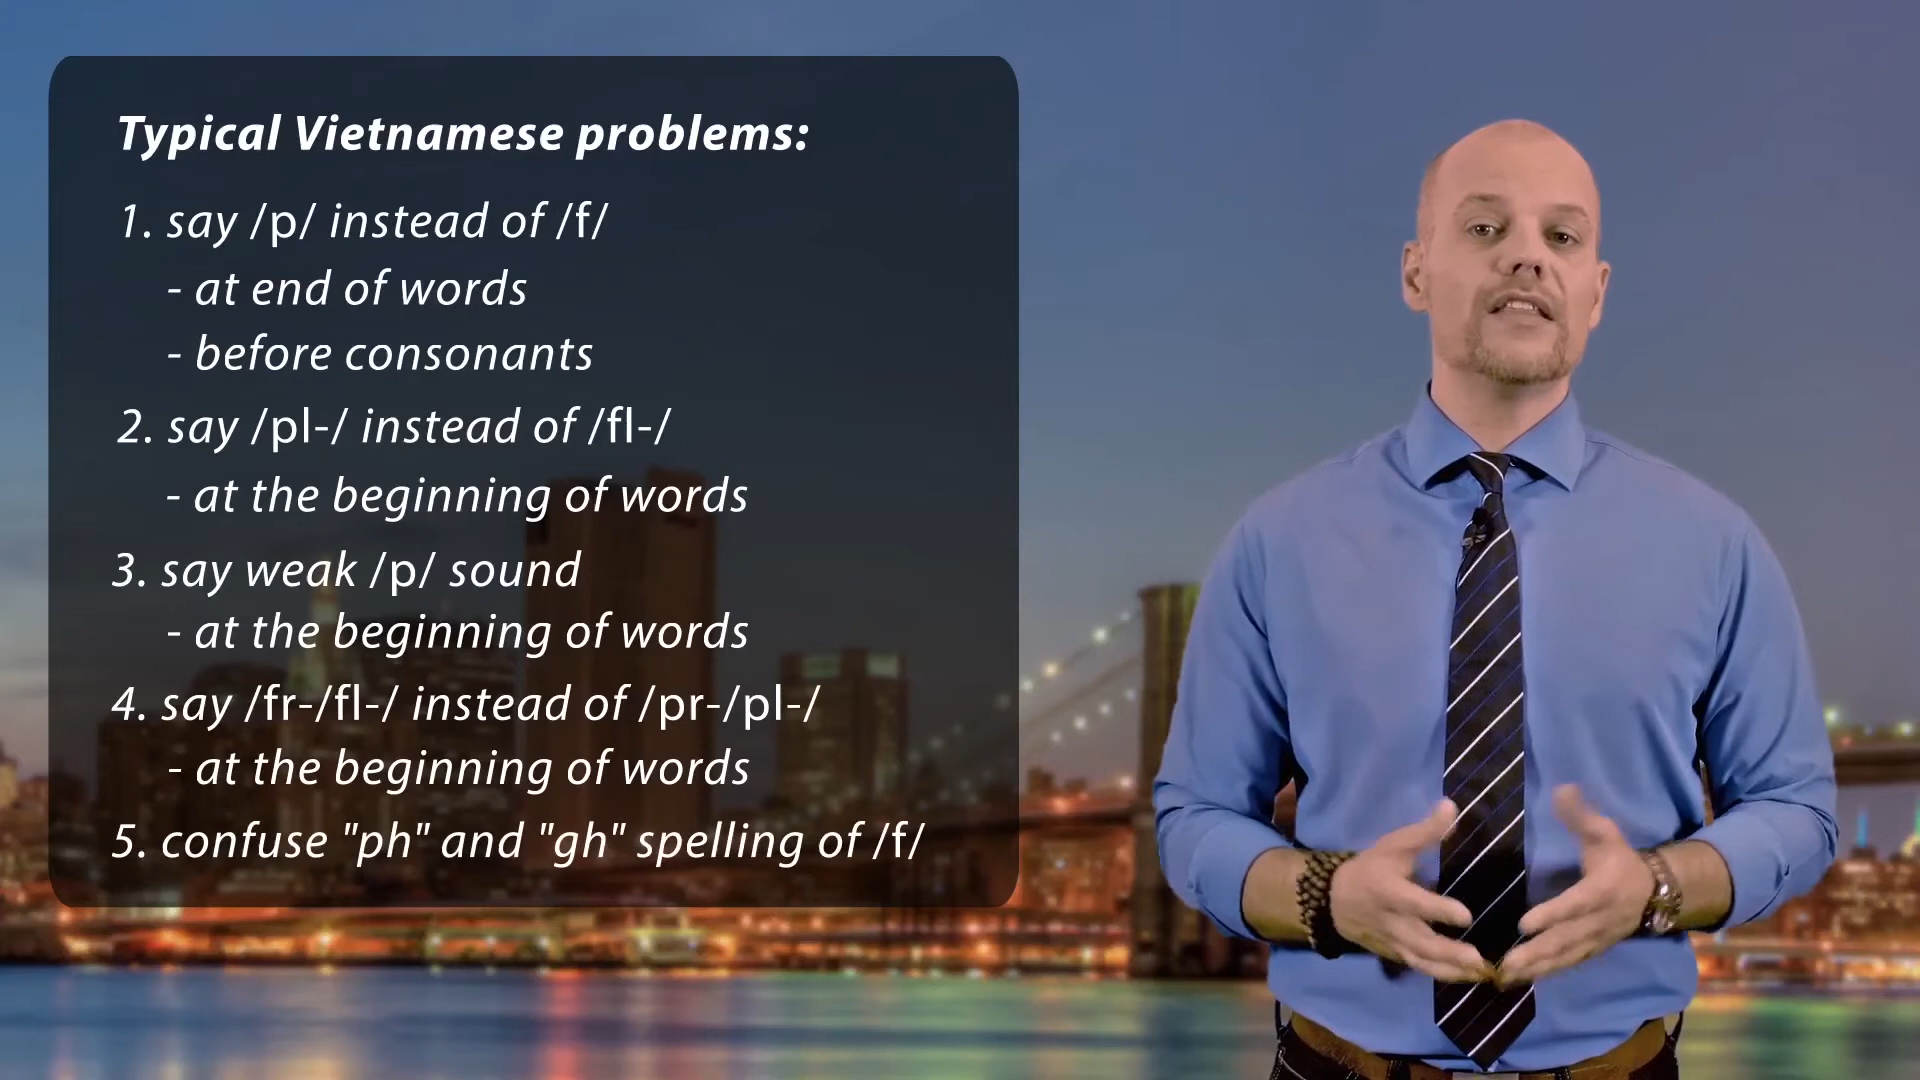 Typical Vietnamese problems:
1. say /p/ instead of /f/
- at end of words
- before consonants
2. say /pl-/ instead of /fl-/
- at the beginning of words
3. say weak /p/ sound
- at the beginning of words
4. say /fr-/fl-/ instead of /pr-/pl-/
- at the beginning of words
5. confuse "ph" and "gh" spelling of /f/